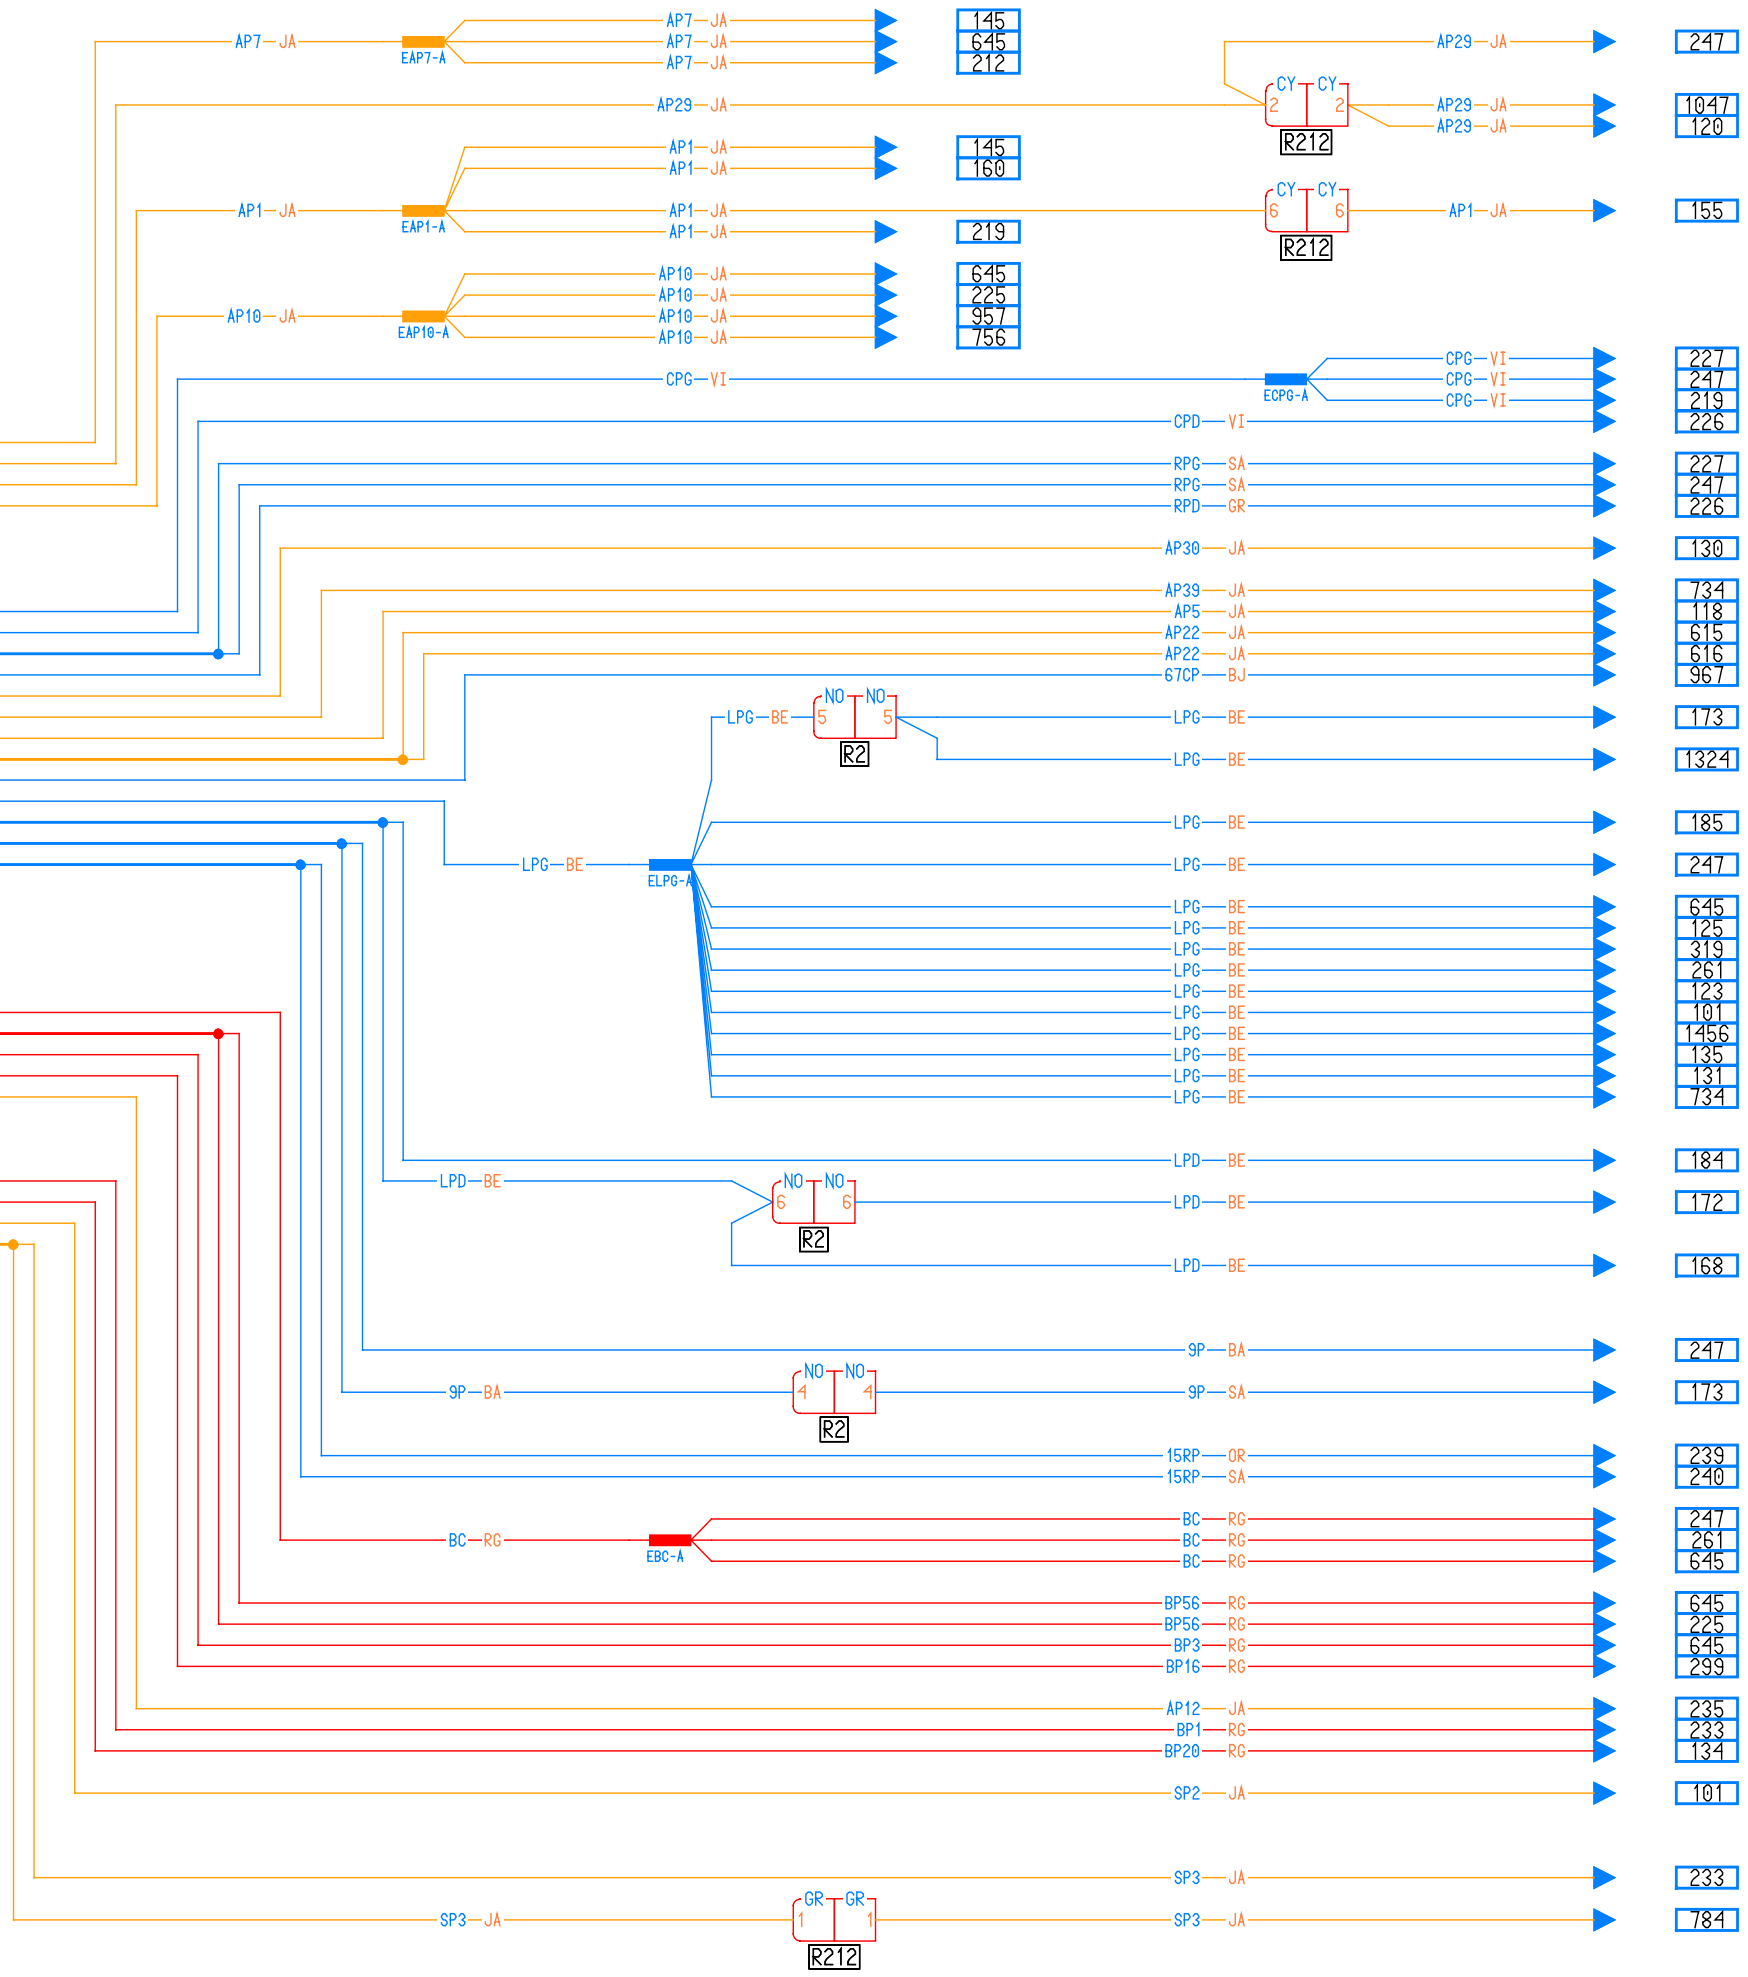 AP7 JA 145
AP7 JA EAP7-A AP7 JA 645 AP29 JA 247
AP7 JA 212
CY CY
AP29 JA 2 2 AP29 JA 1047
AP29 JA 120
R212
AP1 JA 145
AP1 JA 160
CY CY
AP1 JA EAP1-A AP1 JA 6 6 AP1 JA 155
AP1 JA 219
R212
AP10 JA 645
AP10 JA 225
AP10 JA EAP10-A AP10 JA 957
AP10 JA 756
CPG VI 227
CPG VI ECPG-A CPG VI 247
CPG VI 219
CPD VI 226
RPG SA 227
RPG SA 247
RPD GR 226
AP30 JA 130
AP39 JA 734
AP5 JA 118
AP22 JA 615
AP22 JA 616
67CP BJ 967
NO NO
LPG BE 5 5 LPG BE 173
R2
LPG BE 1324
LPG BE 185
LPG BE ELPG-A LPG BE 247
LPG BE 645
LPG BE 125
LPG BE 319
LPG BE 261
LPG BE 123
LPG BE 101
LPG BE 1456
LPG BE 135
LPG BE 131
LPG BE 734
LPD BE 184
LPD BE NO NO
6 6 LPD BE 172
R2
LPD BE 168
9P BA 247
NO NO
9P BA 4 4 9P SA 173
R2
15RP OR 239
15RP SA 240
BC RG 247
BC RG EBC-A BC RG 261
BC RG 645
BP56 RG 645
BP56 RG 225
BP3 RG 645
BP16 RG 299
AP12 JA 235
BP1 RG 233
BP20 RG 134
SP2 JA 101
SP3 JA 233
GR GR
SP3 JA 1 1 SP3 JA 784
R212